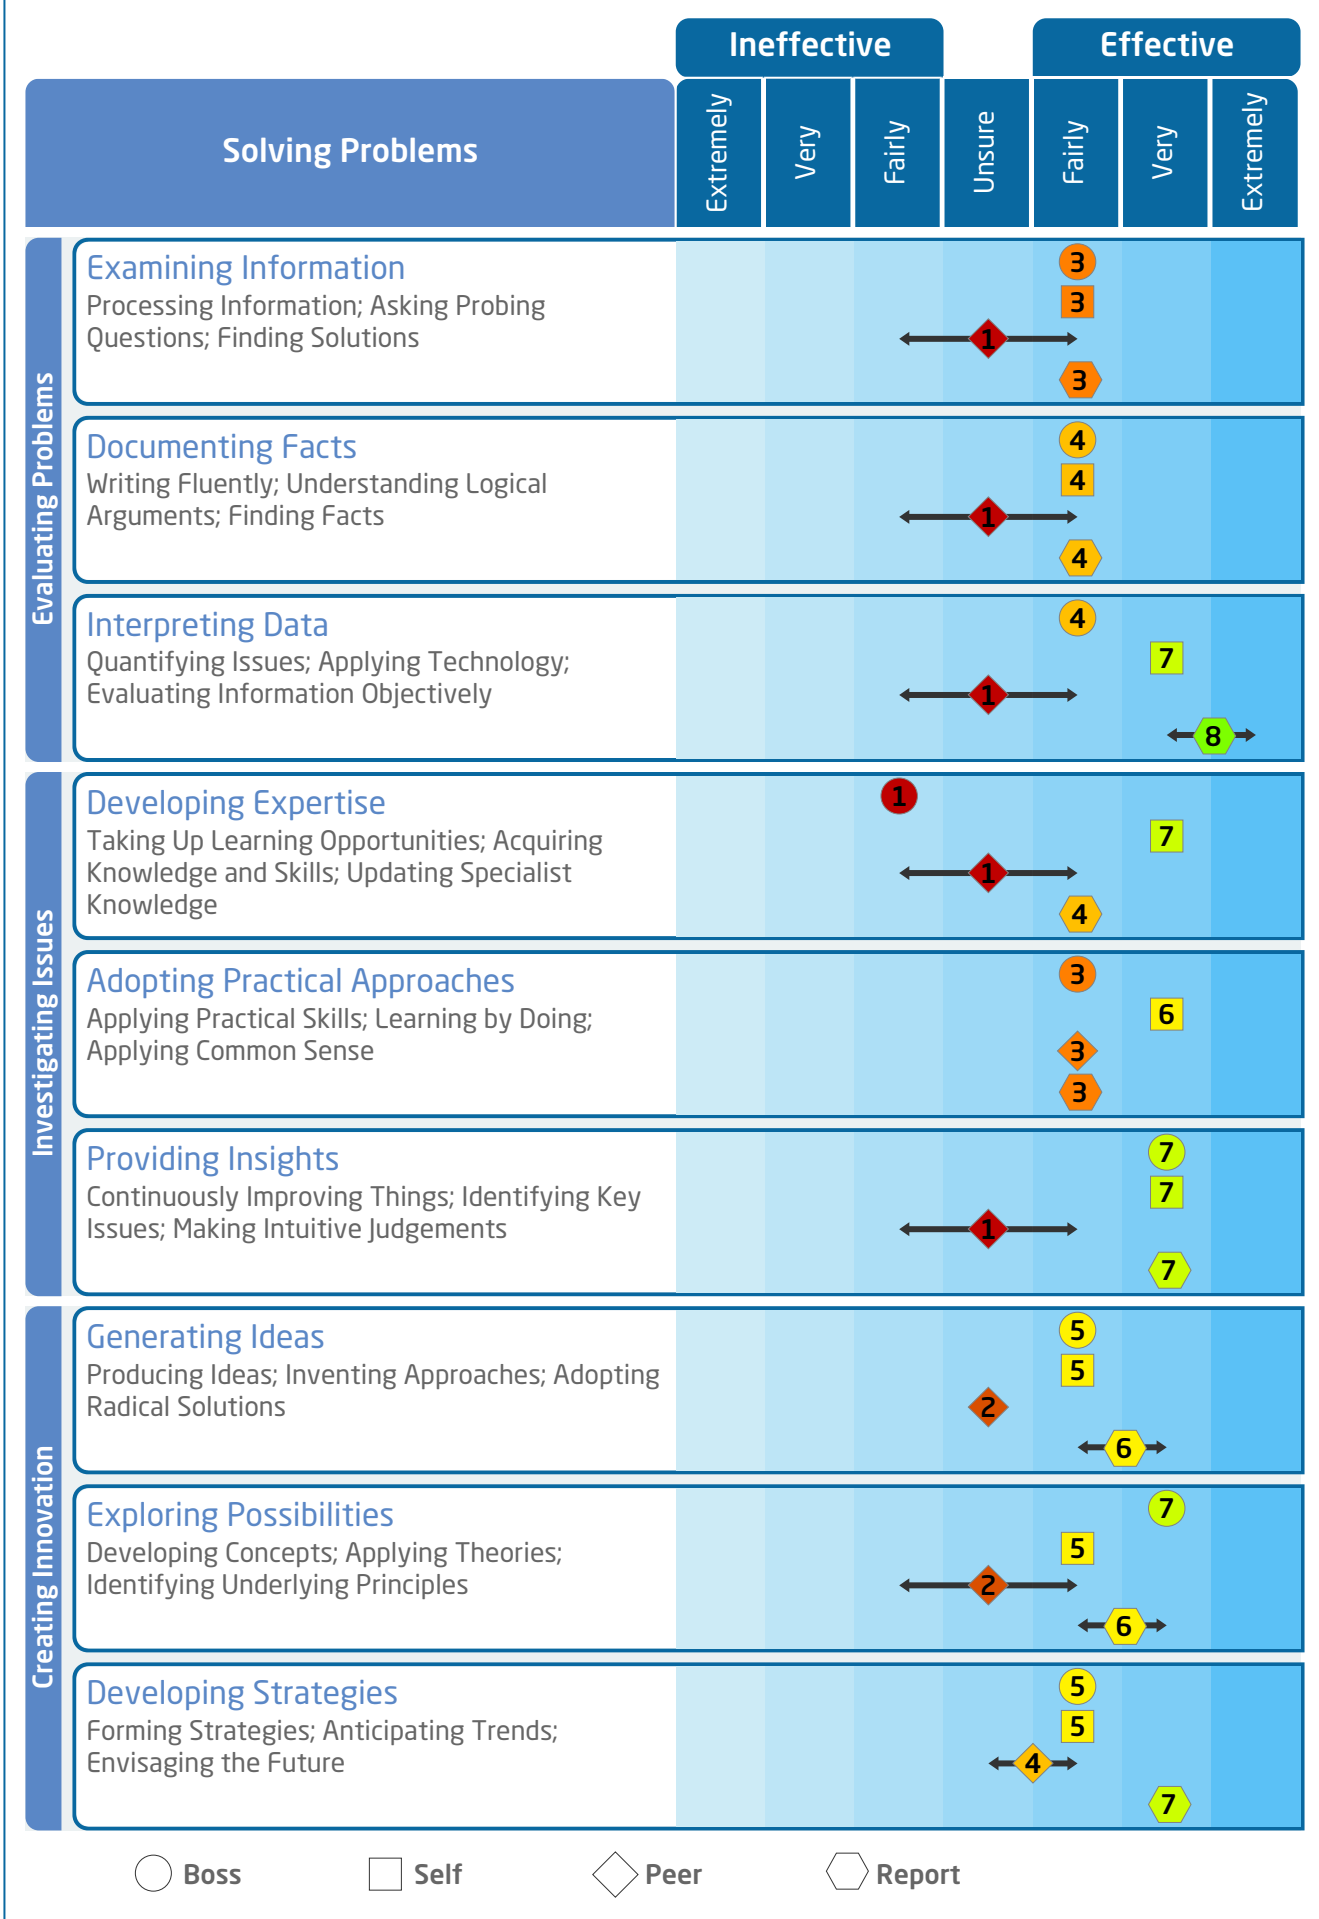 Ineffective
Effective
Solving Problems
Extremely
Very
Fairly
Unsure
Fairly
Very
Extremely
Evaluating Problems
Examining Information
Processing Information; Asking Probing
Questions; Finding Solutions
3
3
1
3
Documenting Facts
Writing Fluently; Understanding Logical
Arguments; Finding Facts
4
4
1
4
Interpreting Data
Quantifying Issues; Applying Technology;
Evaluating Information Objectively
4
7
1
8
Investigating Issues
Developing Expertise
Taking Up Learning Opportunities; Acquiring
Knowledge and Skills; Updating Specialist
Knowledge
1
7
1
4
Adopting Practical Approaches
Applying Practical Skills; Learning by Doing;
Applying Common Sense
3
6
3
3
Providing Insights
Continuously Improving Things; Identifying Key
Issues; Making Intuitive Judgements
7
7
1
7
Creating Innovation
Generating Ideas
Producing Ideas; Inventing Approaches; Adopting
Radical Solutions
5
5
2
6
Exploring Possibilities
Developing Concepts; Applying Theories;
Identifying Underlying Principles
7
5
2
6
Developing Strategies
Forming Strategies; Anticipating Trends;
Envisaging the Future
5
5
4
7
Boss
Self
Peer
Report